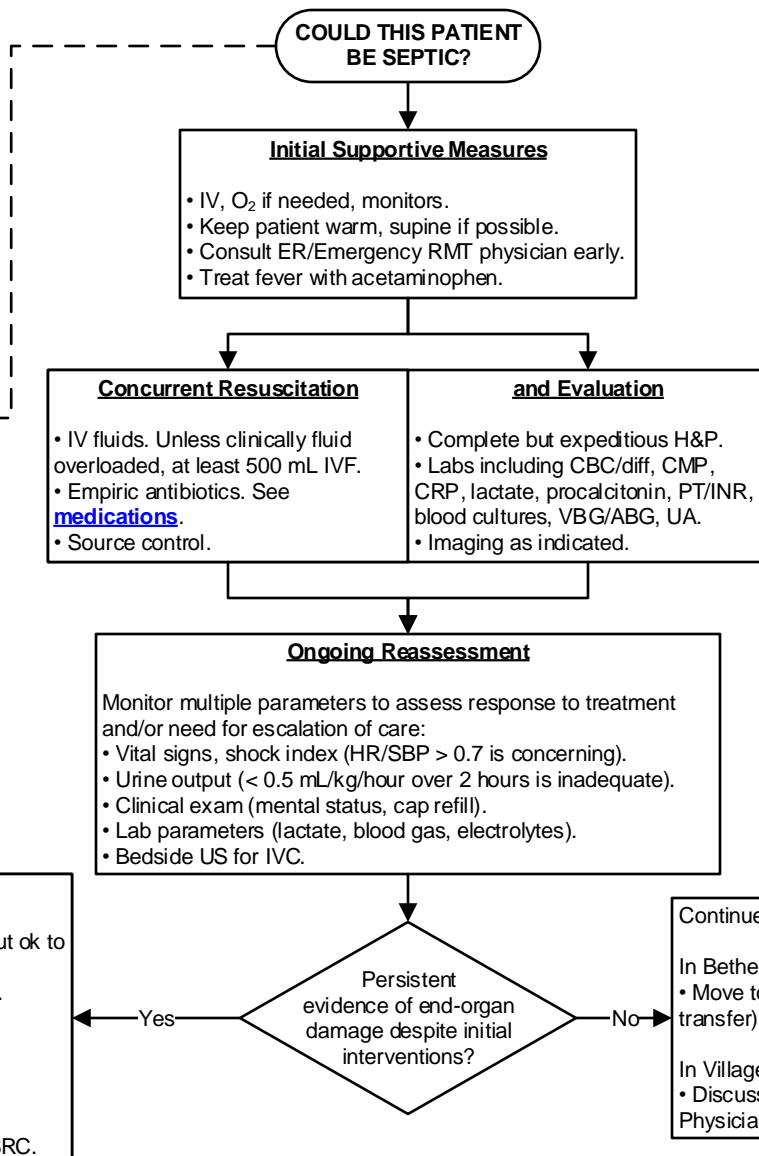 COULD THIS PATIENT
BE SEPTIC?
Initial Supportive Measures
• IV, O₂ if needed, monitors.
• Keep patient warm, supine if possible.
• Consult ER/Emergency RMT physician early.
• Treat fever with acetaminophen.
Concurrent Resuscitation
• IV fluids. Unless clinically fluid
overloaded, at least 500 mL IVF.
• Empiric antibiotics. See
medications.
• Source control.
and Evaluation
• Complete but expeditious H&P.
• Labs including CBC/diff, CMP,
CRP, lactate, procalcitonin, PT/INR,
blood cultures, VBG/ABG, UA.
• Imaging as indicated.
Ongoing Reassessment
Monitor multiple parameters to assess response to treatment
and/or need for escalation of care:
• Vital signs, shock index (HR/SBP > 0.7 is concerning).
• Urine output (< 0.5 mL/kg/hour over 2 hours is inadequate).
• Clinical exam (mental status, cap refill).
• Lab parameters (lactate, blood gas, electrolytes).
• Bedside US for IVC.
Persistent
evidence of end-organ
damage despite initial
interventions?
Yes
No
ok to
.
Continue
In
• Move
transfer)
In Village
• Discuss